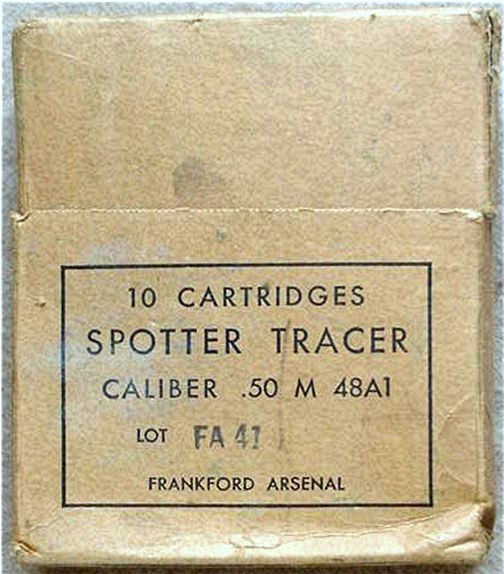 10 CARTRIDGES
SPOTTER TRACER
CALIBER .50 M 48A1
LOT FA 41
FRANKFORD ARSENAL